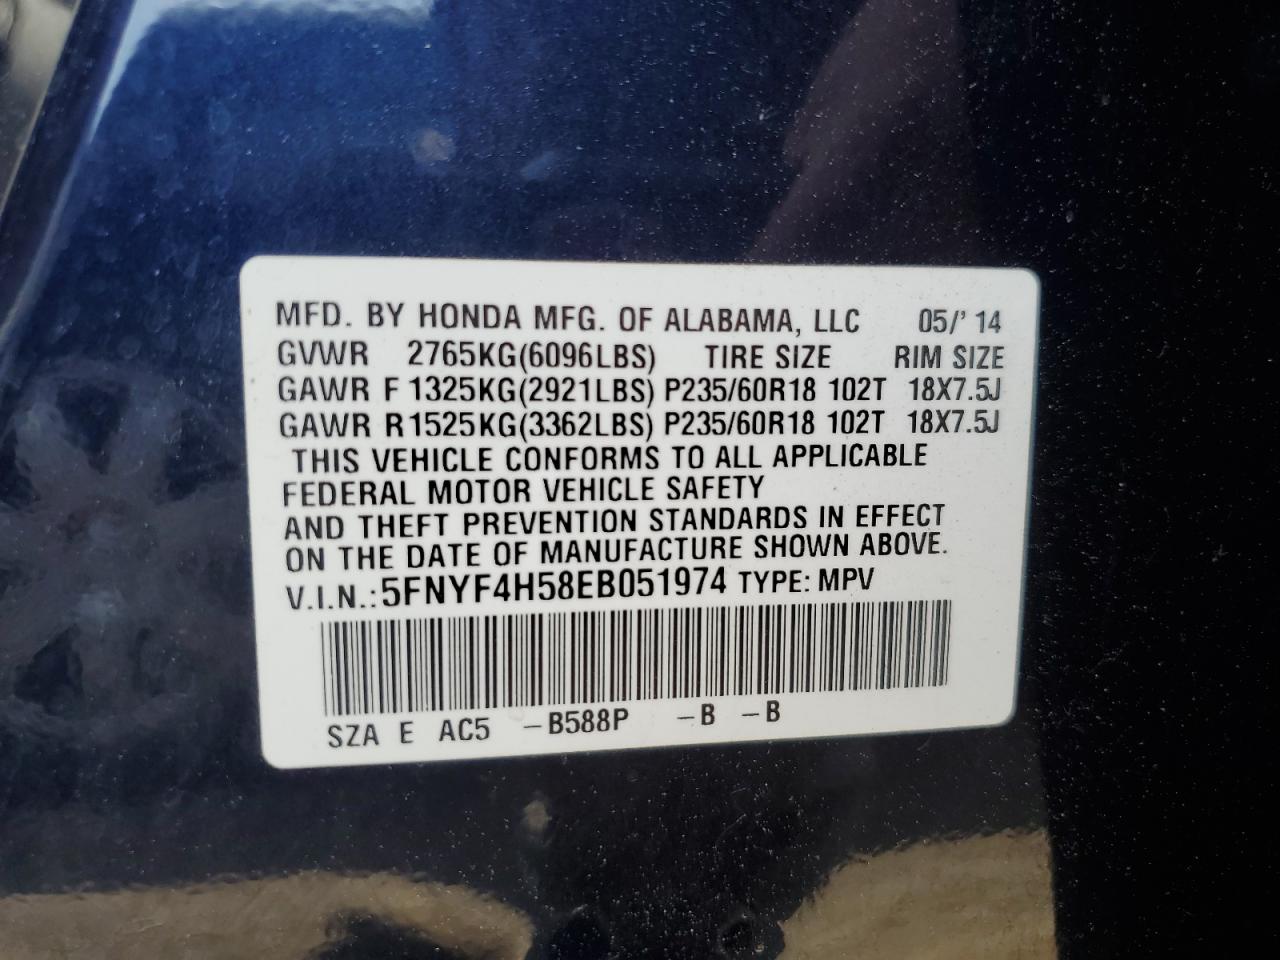 MFD. BY HONDA MFG. OF ALABAMA, LLC 05/' 14
GVWR 2765KG(6096LBS) TIRE SIZE RIM SIZE
GAWR F 1325KG(2921LBS) P235/60R18 102T 18X7.5J
GAWR R1525KG(3362LBS) P235/60R18 102T 18X7.5J
THIS VEHICLE CONFORMS TO ALL APPLICABLE
FEDERAL MOTOR VEHICLE SAFETY
AND THEFT PREVENTION STANDARDS IN EFFECT
ON THE DATE OF MANUFACTURE SHOWN ABOVE.
V.I.N.:5FNYF4H58EB051974 TYPE: MPV
SZA E AC5 -B588P -B -B